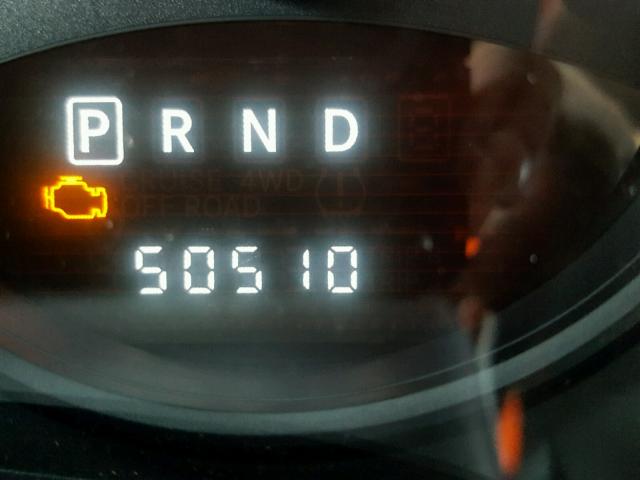 P R N D
CRUISE 4WD
OFF ROAD
50510